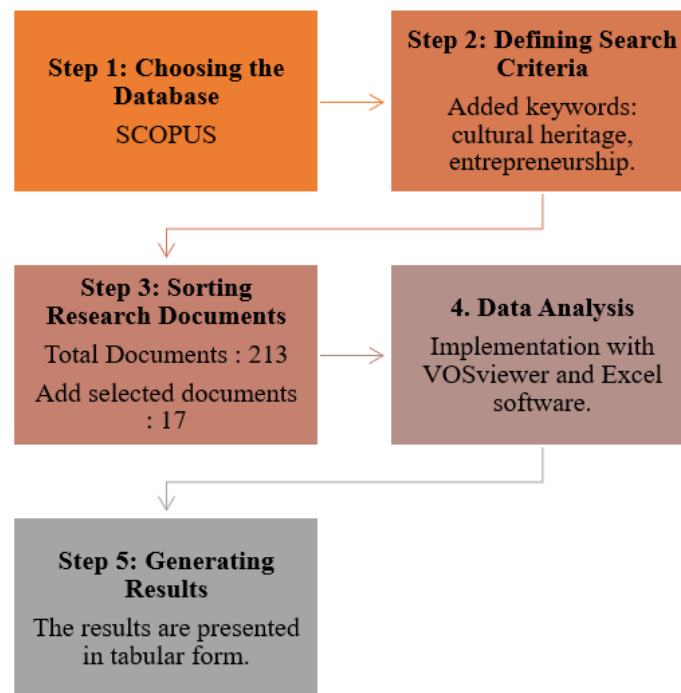 Step 1: Choosing the
Database
SCOPUS
Step 2: Defining Search
Criteria
Added keywords:
cultural heritage,
entrepreneurship.
Step 3: Sorting
Research Documents
Total Documents : 213
Add selected documents
: 17
4. Data Analysis
Implementation with
VOSviewer and Excel
software.
Step 5: Generating
Results
The results are presented
in tabular form.